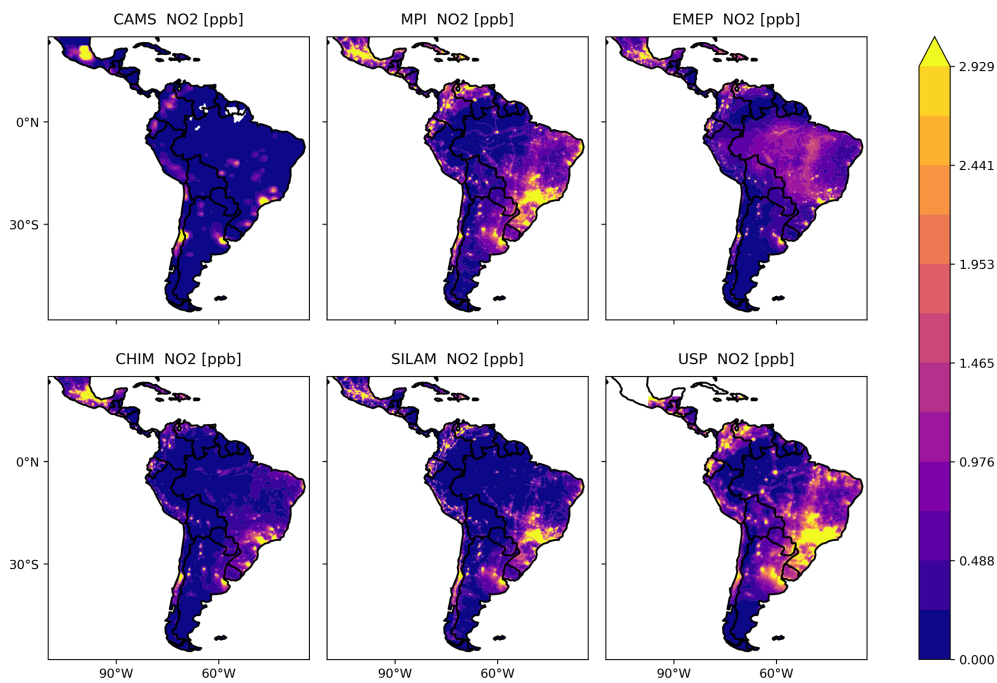 CAMS  NO2 [ppb]
MPI  NO2 [ppb]
EMEP  NO2 [ppb]
0°N
30°S
90°W
60°W
90°W
60°W
90°W
60°W
CHIM  NO2 [ppb]
SILAM  NO2 [ppb]
USP  NO2 [ppb]
0°N
30°S
2.929
2.441
1.953
1.465
0.976
0.488
0.000